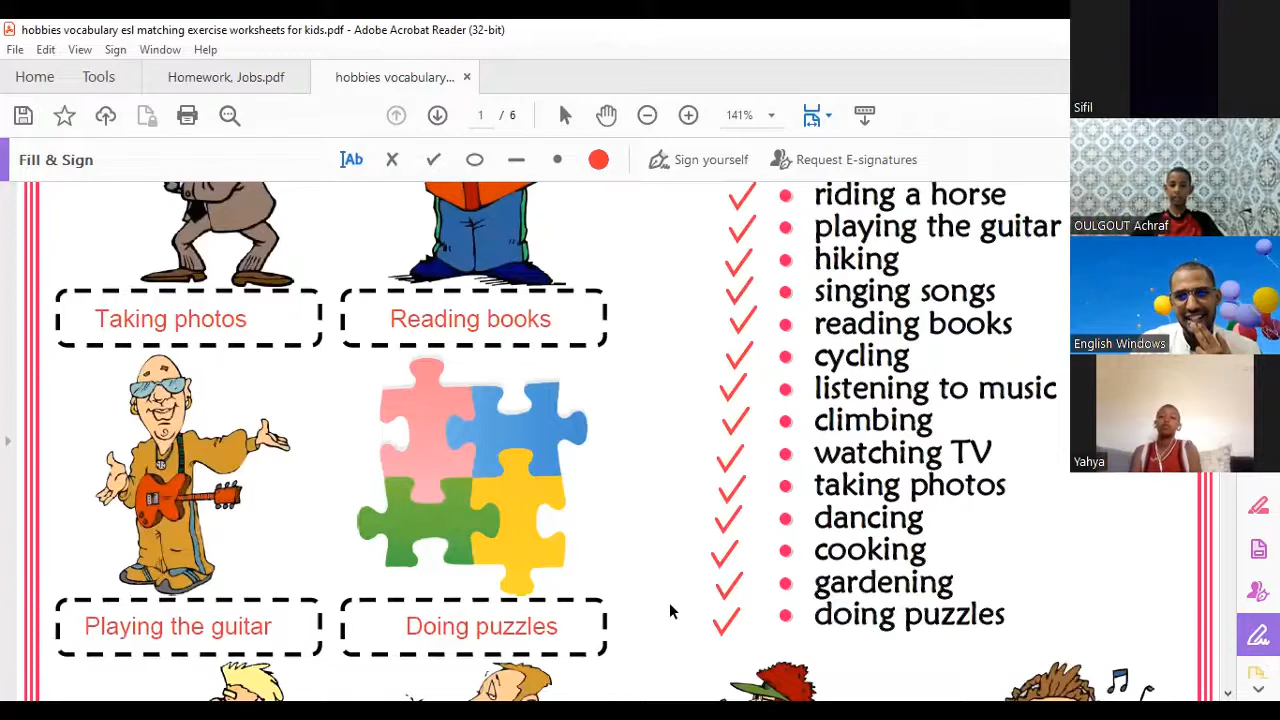 hobbies vocabulary esl matching exercise worksheets for kids.pdf - Adobe Acrobat Reader (32-bit)
File Edit View Sign Window Help
Home Tools Homework, Jobs.pdf hobbies vocabulary... ×
1 / 6 141%
Fill & Sign Ab Sign yourself Request E-signatures
Sifil
OULGOUT Achraf
English Windows
Yahya
Taking photos
Reading books
Playing the guitar
Doing puzzles
riding a horse
playing the guitar
hiking
singing songs
reading books
cycling
listening to music
climbing
watching TV
taking photos
dancing
cooking
gardening
doing puzzles